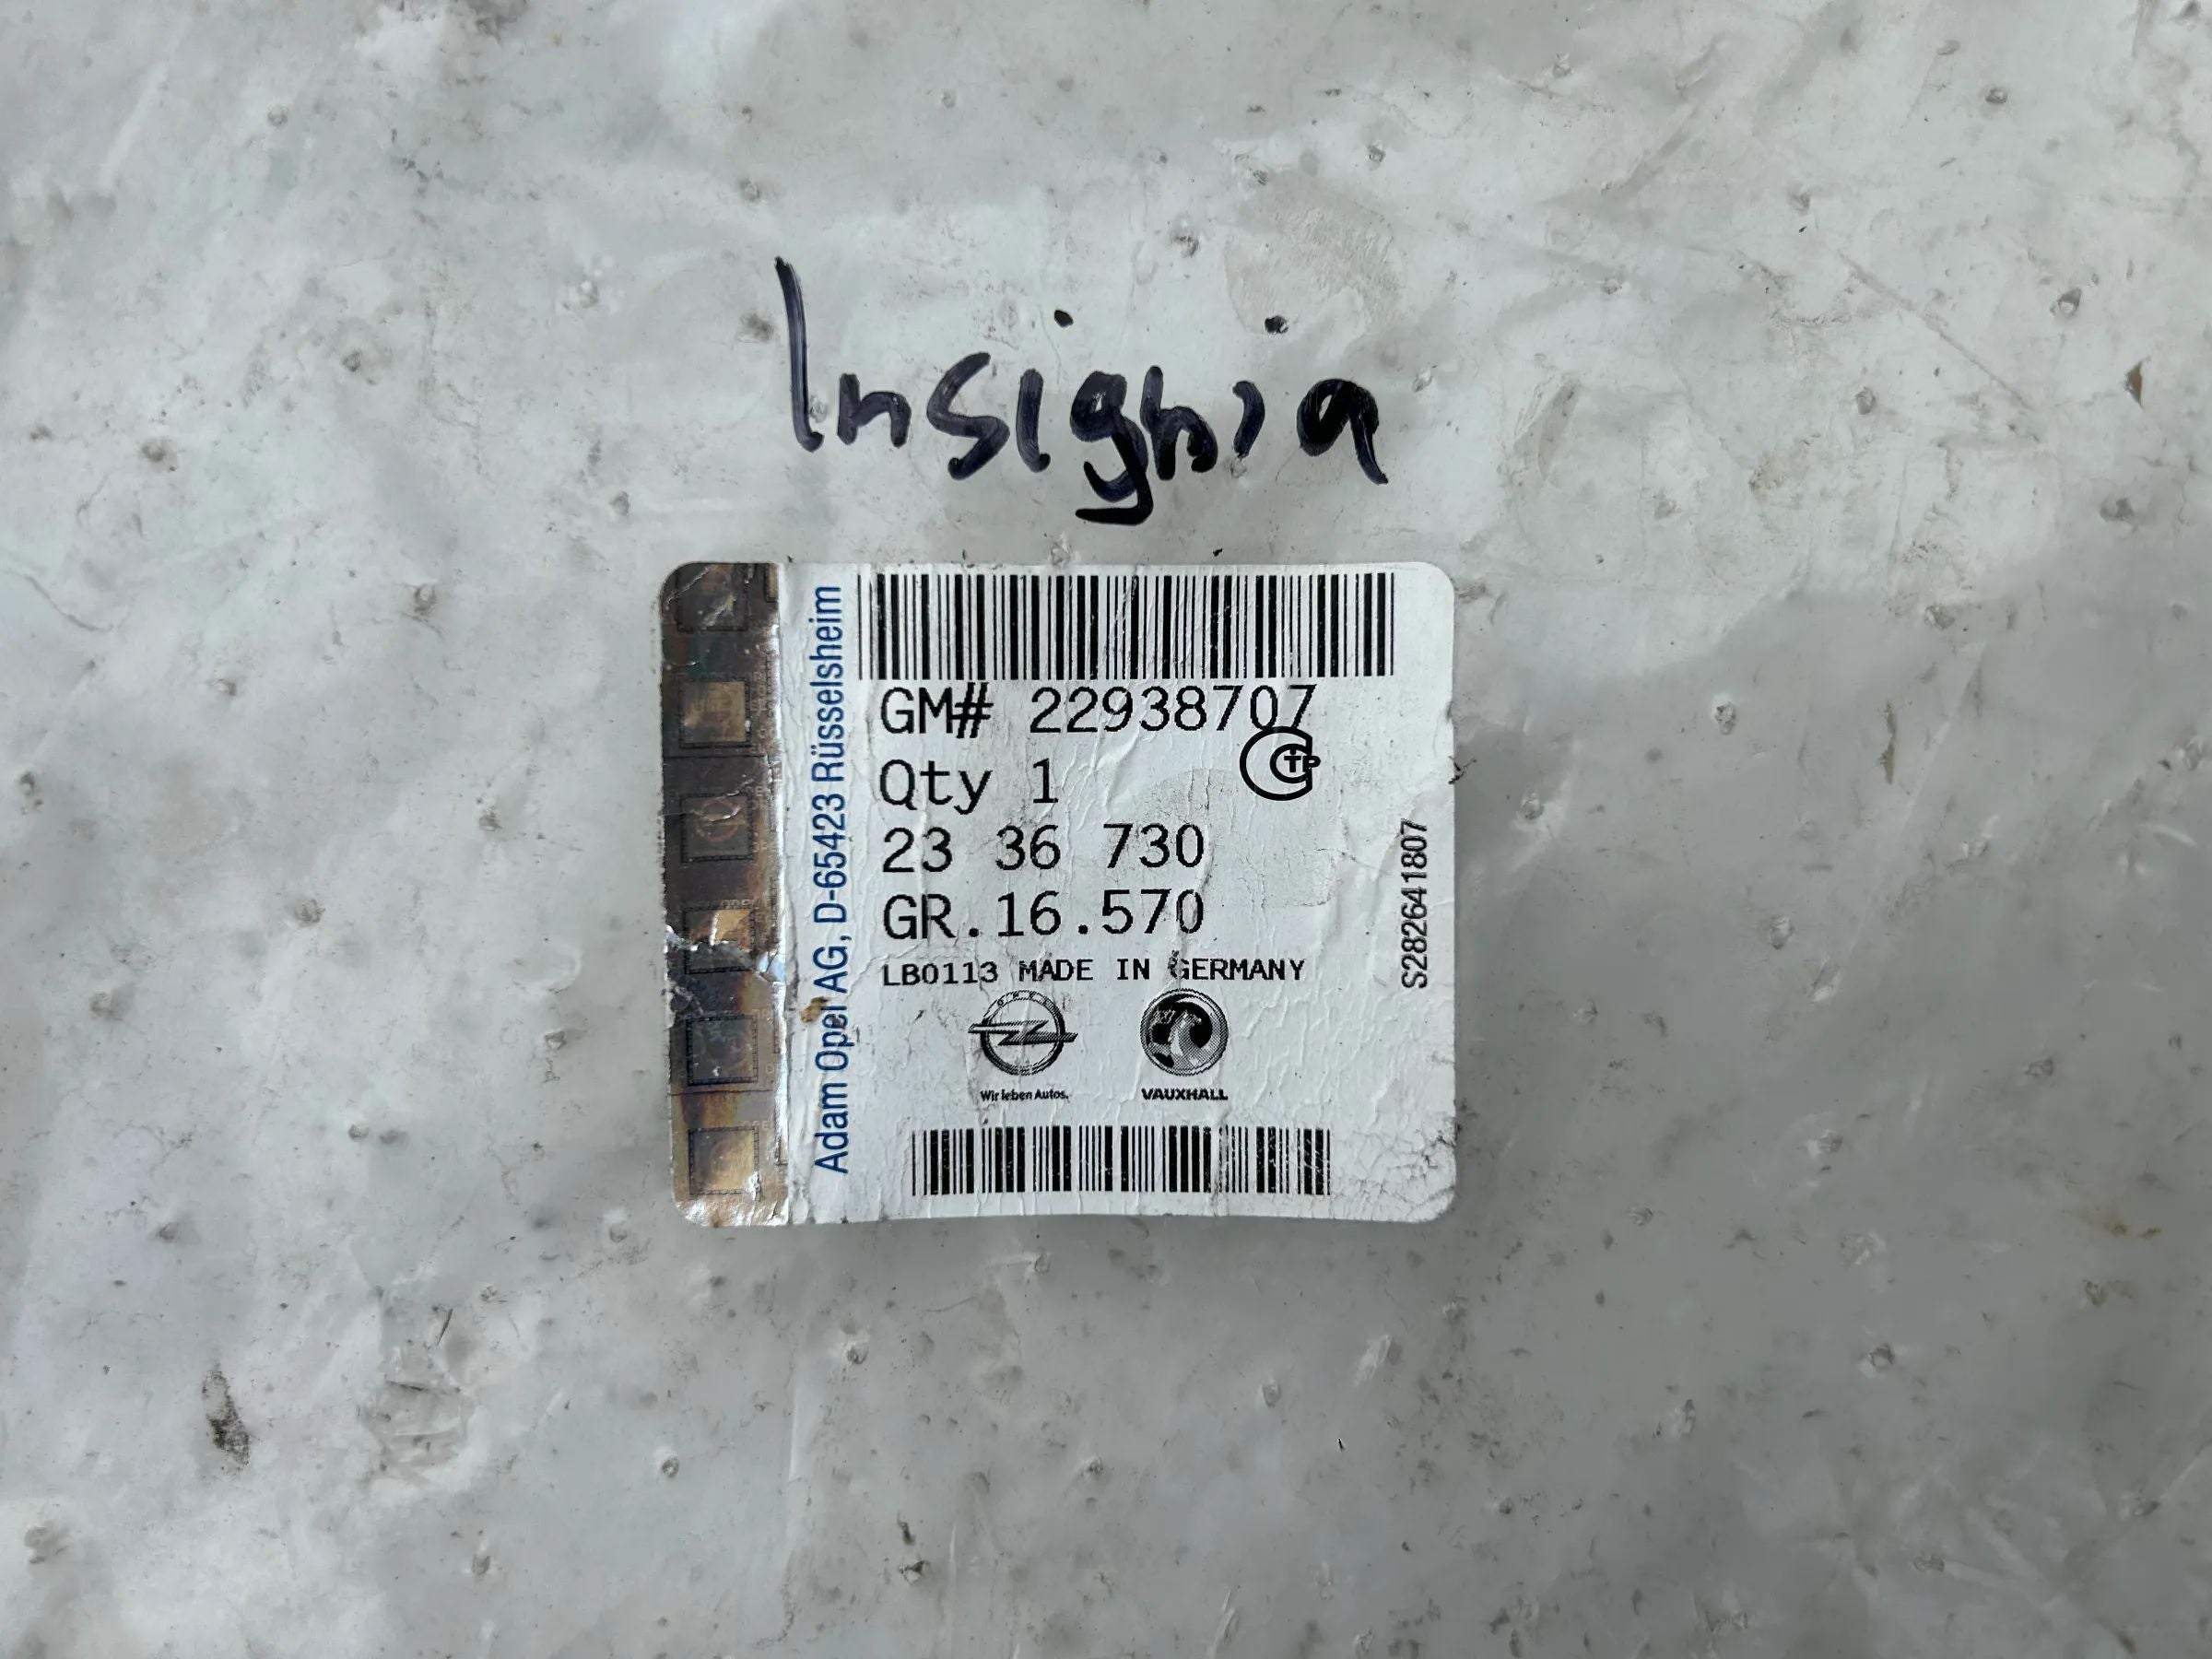 Insignia
Adam Opel AG, D-65423 Rüsselsheim
GM# 22938707
Qty 1
23 36 730
GR.16.570
LB0113 MADE IN GERMANY
S282641807
OPEL
Wir leben Autos.
VAUXHALL